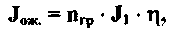 Jож. = nгр · J₁ · η,